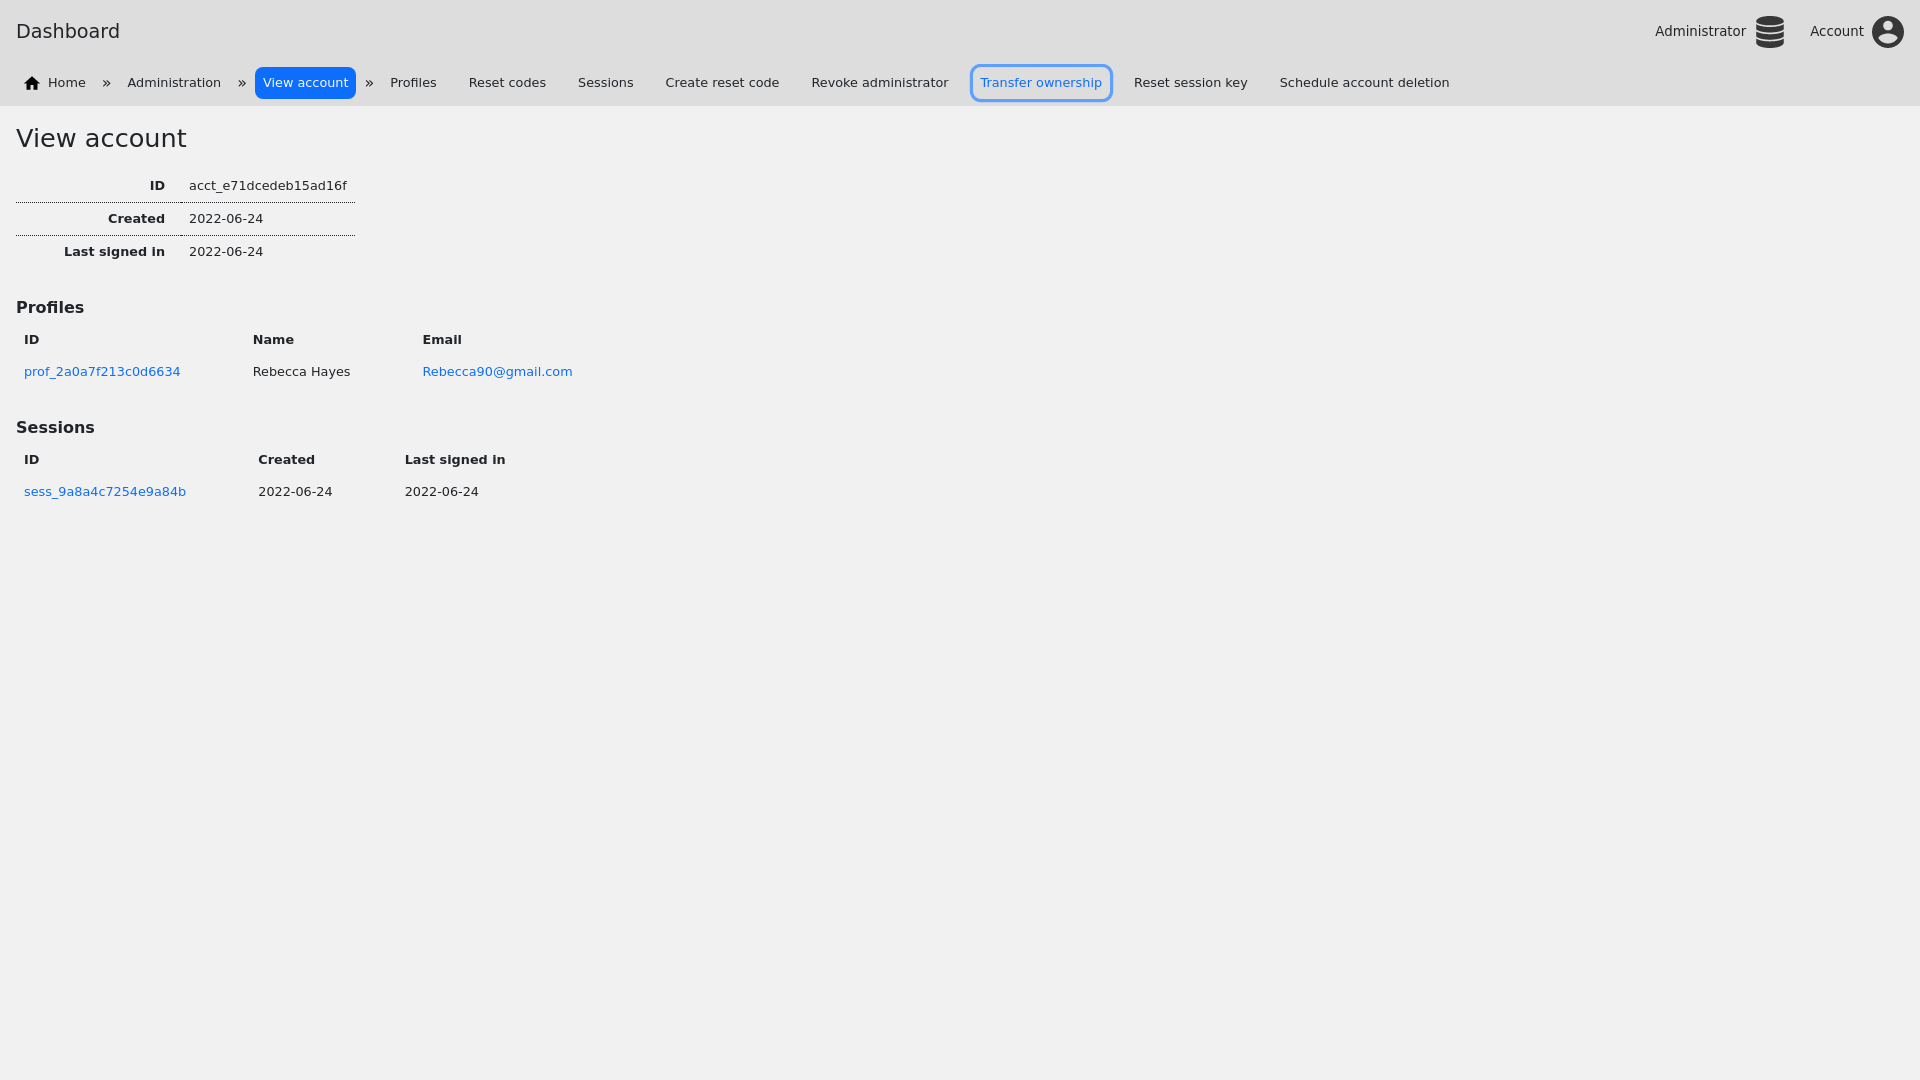 Dashboard
Administrator
Account
Home » Administration » View account » Profiles Reset codes Sessions Create reset code Revoke administrator Transfer ownership Reset session key Schedule account deletion
View account
ID acct_e71dcedeb15ad16f
Created 2022-06-24
Last signed in 2022-06-24
Profiles
ID Name Email
prof_2a0a7f213c0d6634 Rebecca Hayes Rebecca90@gmail.com
Sessions
ID Created Last signed in
sess_9a8a4c7254e9a84b 2022-06-24 2022-06-24